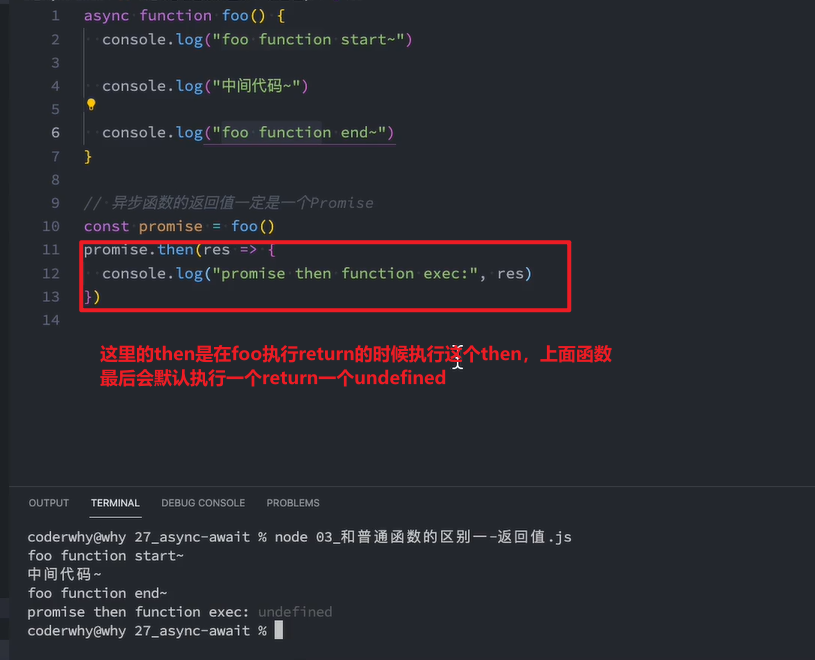 1 async function foo() {
2 console.log("foo function start~")
3
4 console.log("中间代码~")
5
6 console.log("foo function end~")
7 }
8
9 // 异步函数的返回值一定是一个Promise
10 const promise = foo()
11 promise.then(res => {
12 console.log("promise then function exec:", res)
13 })
14
这里的then是在foo执行return的时候执行这个then，上面函数
最后会默认执行一个return一个undefined
OUTPUT TERMINAL DEBUG CONSOLE PROBLEMS
coderwhy@why 27_async-await % node 03_和普通函数的区别一-返回值.js
foo function start~
中间代码~
foo function end~
promise then function exec: undefined
coderwhy@why 27_async-await %